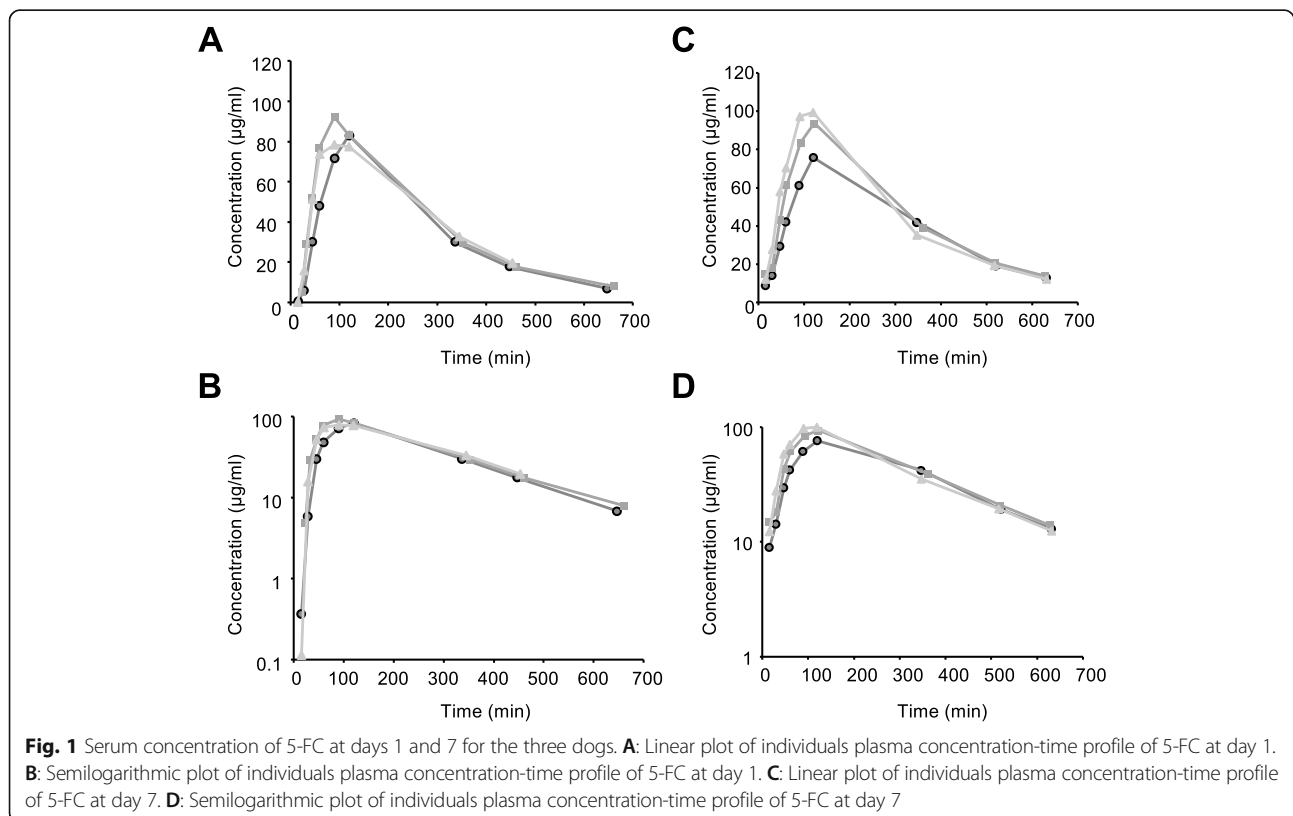 A
120
100
80
60
40
20
0
Concentration (µg/ml)
0 100 200 300 400 500 600 700
Time (min)
C
120
100
80
60
40
20
0
Concentration (µg/ml)
0 100 200 300 400 500 600 700
Time (min)
B
100
10
1
0.1
Concentration (µg/ml)
0 100 200 300 400 500 600 700
Time (min)
D
100
10
1
Concentration (µg/ml)
0 100 200 300 400 500 600 700
Time (min)
Fig. 1 Serum concentration of 5-FC at days 1 and 7 for the three dogs. A: Linear plot of individuals plasma concentration-time profile of 5-FC at day 1.
B: Semilogarithmic plot of individuals plasma concentration-time profile of 5-FC at day 1. C: Linear plot of individuals plasma concentration-time profile
of 5-FC at day 7. D: Semilogarithmic plot of individuals plasma concentration-time profile of 5-FC at day 7